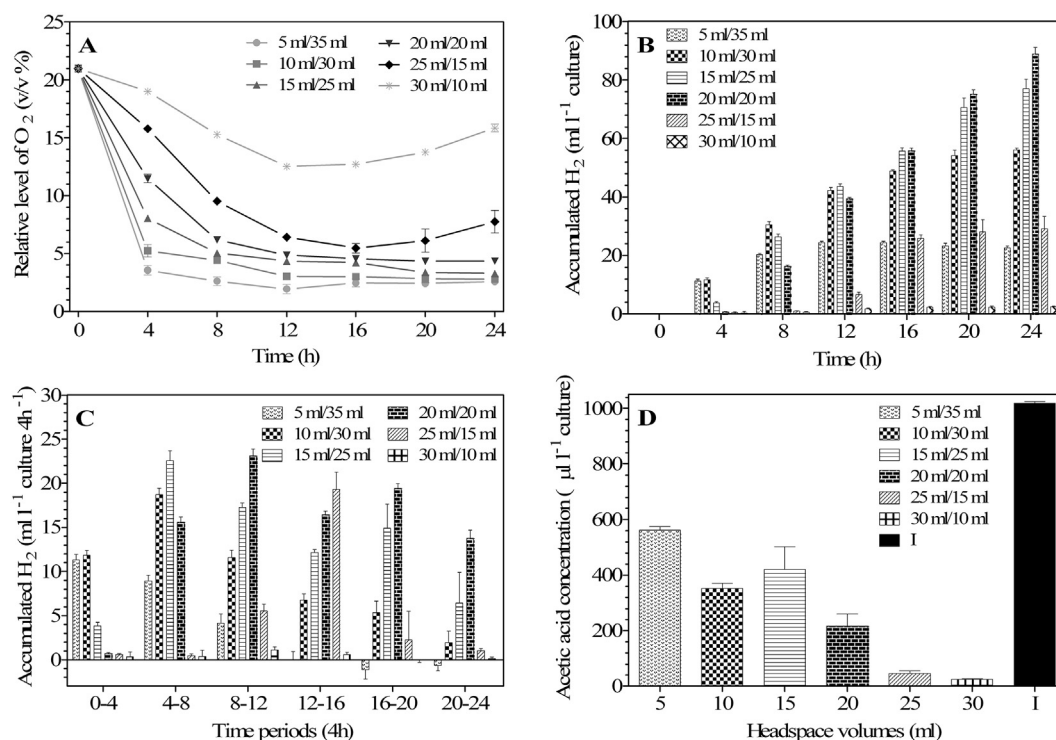 A
Relative level of O2 (v/v %)
25
20
15
10
5
0
5 ml/35 ml
10 ml/30 ml
15 ml/25 ml
20 ml/20 ml
25 ml/15 ml
30 ml/10 ml
0 4 8 12 16 20 24
Time (h)
B
Accumulated H2 (ml l-1 culture)
100
80
60
40
20
0
5 ml/35 ml
10 ml/30 ml
15 ml/25 ml
20 ml/20 ml
25 ml/15 ml
30 ml/10 ml
0 4 8 12 16 20 24
Time (h)
C
Accumulated H2 (ml l-1 culture 4h-1)
30
25
20
15
10
5
0
5 ml/35 ml
10 ml/30 ml
15 ml/25 ml
20 ml/20 ml
25 ml/15 ml
30 ml/10 ml
0-4 4-8 8-12 12-16 16-20 20-24
Time periods (4h)
D
Acetic acid concentration ( μl l-1 culture)
1000
800
600
400
200
0
5 ml/35 ml
10 ml/30 ml
15 ml/25 ml
20 ml/20 ml
25 ml/15 ml
30 ml/10 ml
I
5 10 15 20 25 30 I
Headspace volumes (ml)